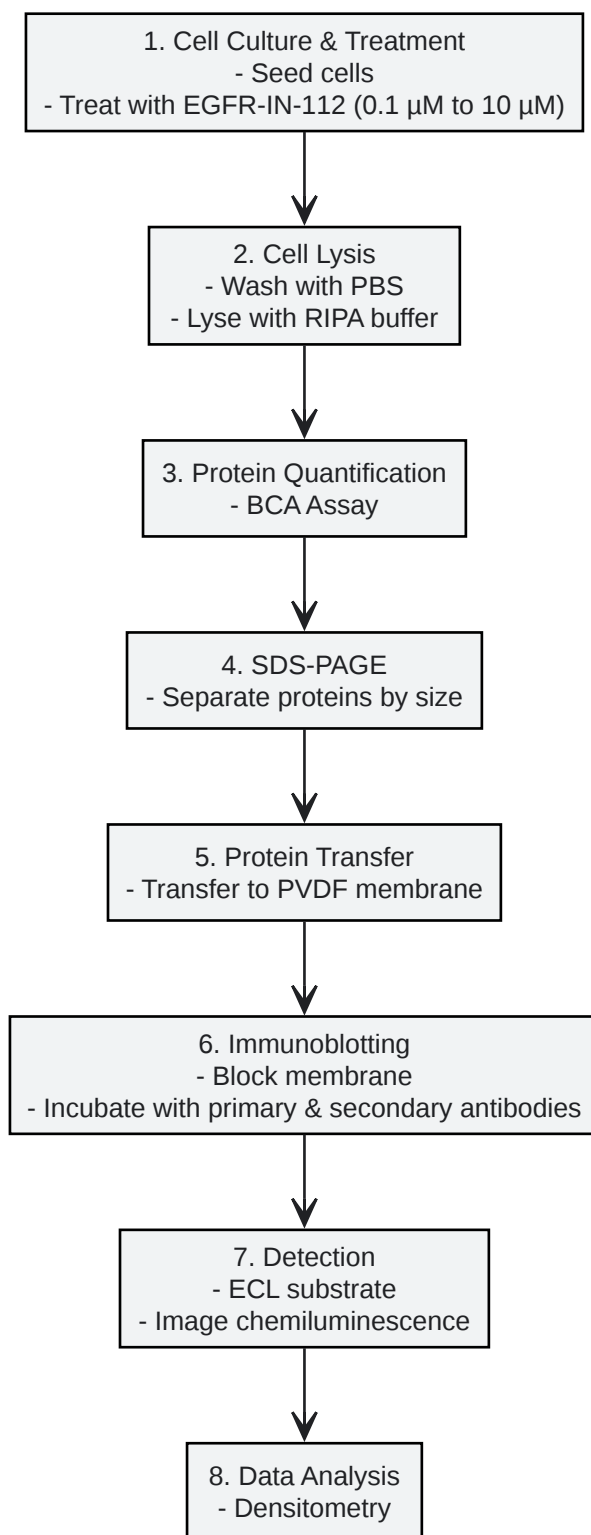 1. Cell Culture & Treatment
- Seed cells
- Treat with EGFR-IN-112 (0.1 µM to 10 µM)
2. Cell Lysis
- Wash with PBS
- Lyse with RIPA buffer
3. Protein Quantification
- BCA Assay
4. SDS-PAGE
- Separate proteins by size
5. Protein Transfer
- Transfer to PVDF membrane
6. Immunoblotting
- Block membrane
- Incubate with primary & secondary antibodies
7. Detection
- ECL substrate
- Image chemiluminescence
8. Data Analysis
- Densitometry